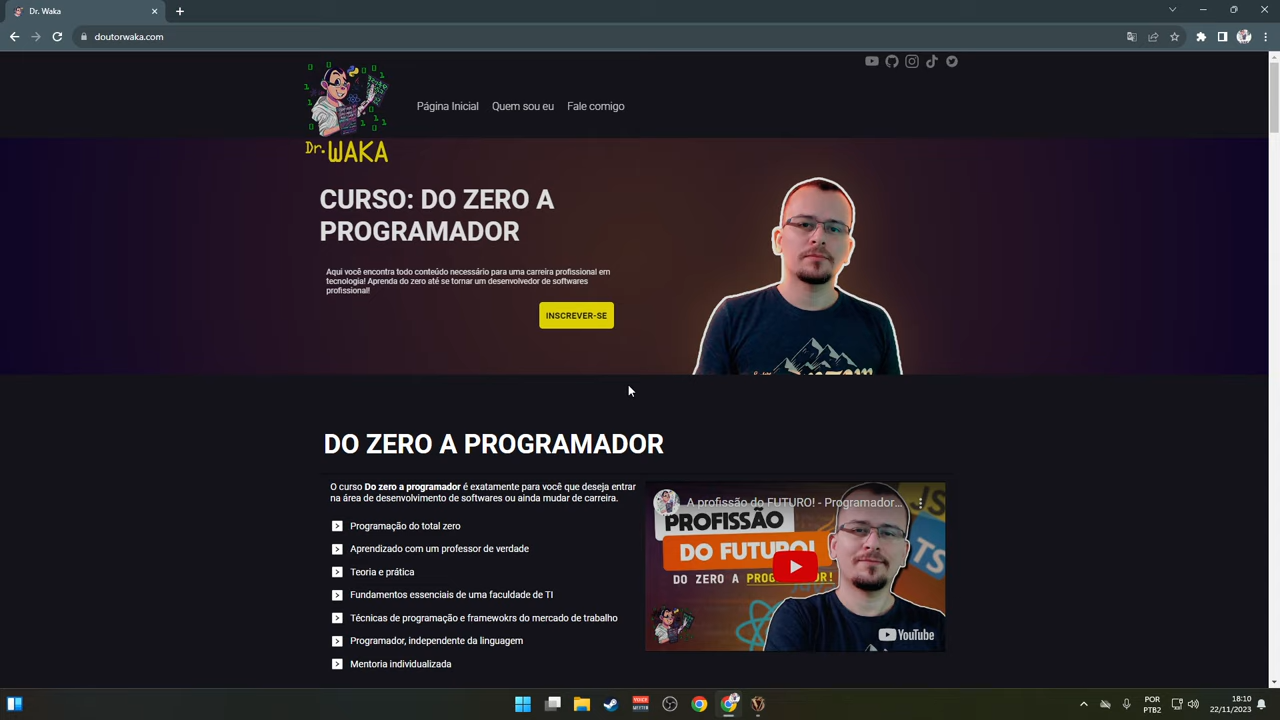 Dr. Waka
doutorwaka.com
Dr. WAKA
Página Inicial
Quem sou eu
Fale comigo
CURSO: DO ZERO A
PROGRAMADOR
Aqui você encontra todo conteúdo necessário para uma carreira profissional em
tecnologia! Aprenda do zero até se tornar um desenvolvedor de softwares
profissional!
INSCREVER-SE
DO ZERO A PROGRAMADOR
O curso Do zero a programador é exatamente para você que deseja entrar
na área de desenvolvimento de softwares ou ainda mudar de carreira.
Programação do total zero
Aprendizado com um professor de verdade
Teoria e prática
Fundamentos essenciais de uma faculdade de TI
Técnicas de programação e framewokrs do mercado de trabalho
Programador, independente da linguagem
Mentoria individualizada
A profissão do FUTURO! - Programador...
PROFISSÃO
DO FUTURO!
DO ZERO A PROGRAMADOR!
JS
TS
YouTube
POR
PTB2
18:10
22/11/2023